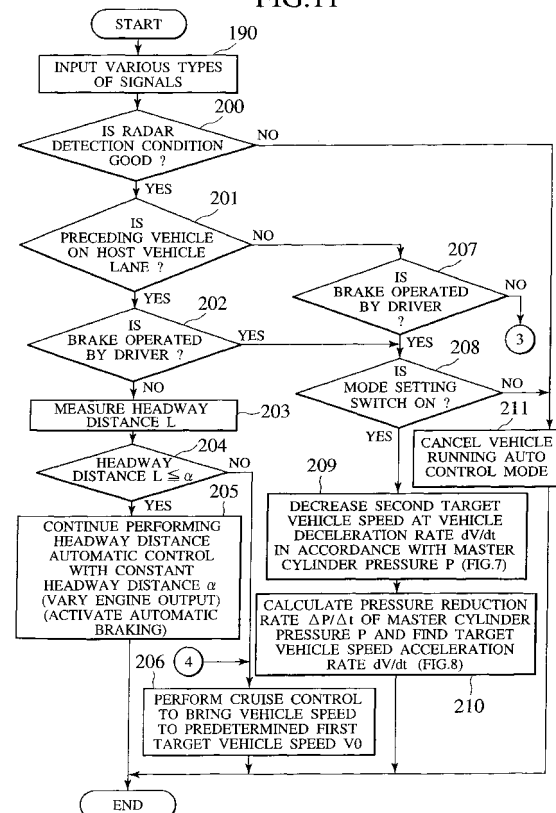 FIG.11
START
190
INPUT VARIOUS TYPES
OF SIGNALS
200
IS RADAR
DETECTION CONDITION
GOOD ?
NO
YES
201
IS
PRECEDING VEHICLE
ON HOST VEHICLE
LANE ?
NO
YES
207
IS
BRAKE OPERATED
BY DRIVER
?
NO
3
YES
202
IS
BRAKE OPERATED
BY DRIVER ?
YES
NO
208
IS
MODE SETTING
SWITCH ON ?
NO
YES
211
CANCEL VEHICLE
RUNNING AUTO
CONTROL MODE
MEASURE HEADWAY
DISTANCE L
203
204
HEADWAY
DISTANCE L ≦ α
NO
YES
205
CONTINUE PERFORMING
HEADWAY DISTANCE
AUTOMATIC CONTROL
WITH CONSTANT
HEADWAY DISTANCE α
(VARY ENGINE OUTPUT)
(ACTIVATE AUTOMATIC
BRAKING)
209
DECREASE SECOND TARGET
VEHICLE SPEED AT VEHICLE
DECELERATION RATE dV/dt
IN ACCORDANCE WITH MASTER
CYLINDER PRESSURE P (FIG.7)
CALCULATE PRESSURE REDUCTION
RATE ΔP/Δt OF MASTER CYLINDER
PRESSURE P AND FIND TARGET
VEHICLE SPEED ACCELERATION
RATE dV/dt (FIG.8)
210
206
4
PERFORM CRUISE CONTROL
TO BRING VEHICLE SPEED
TO PREDETERMINED FIRST
TARGET VEHICLE SPEED V0
END